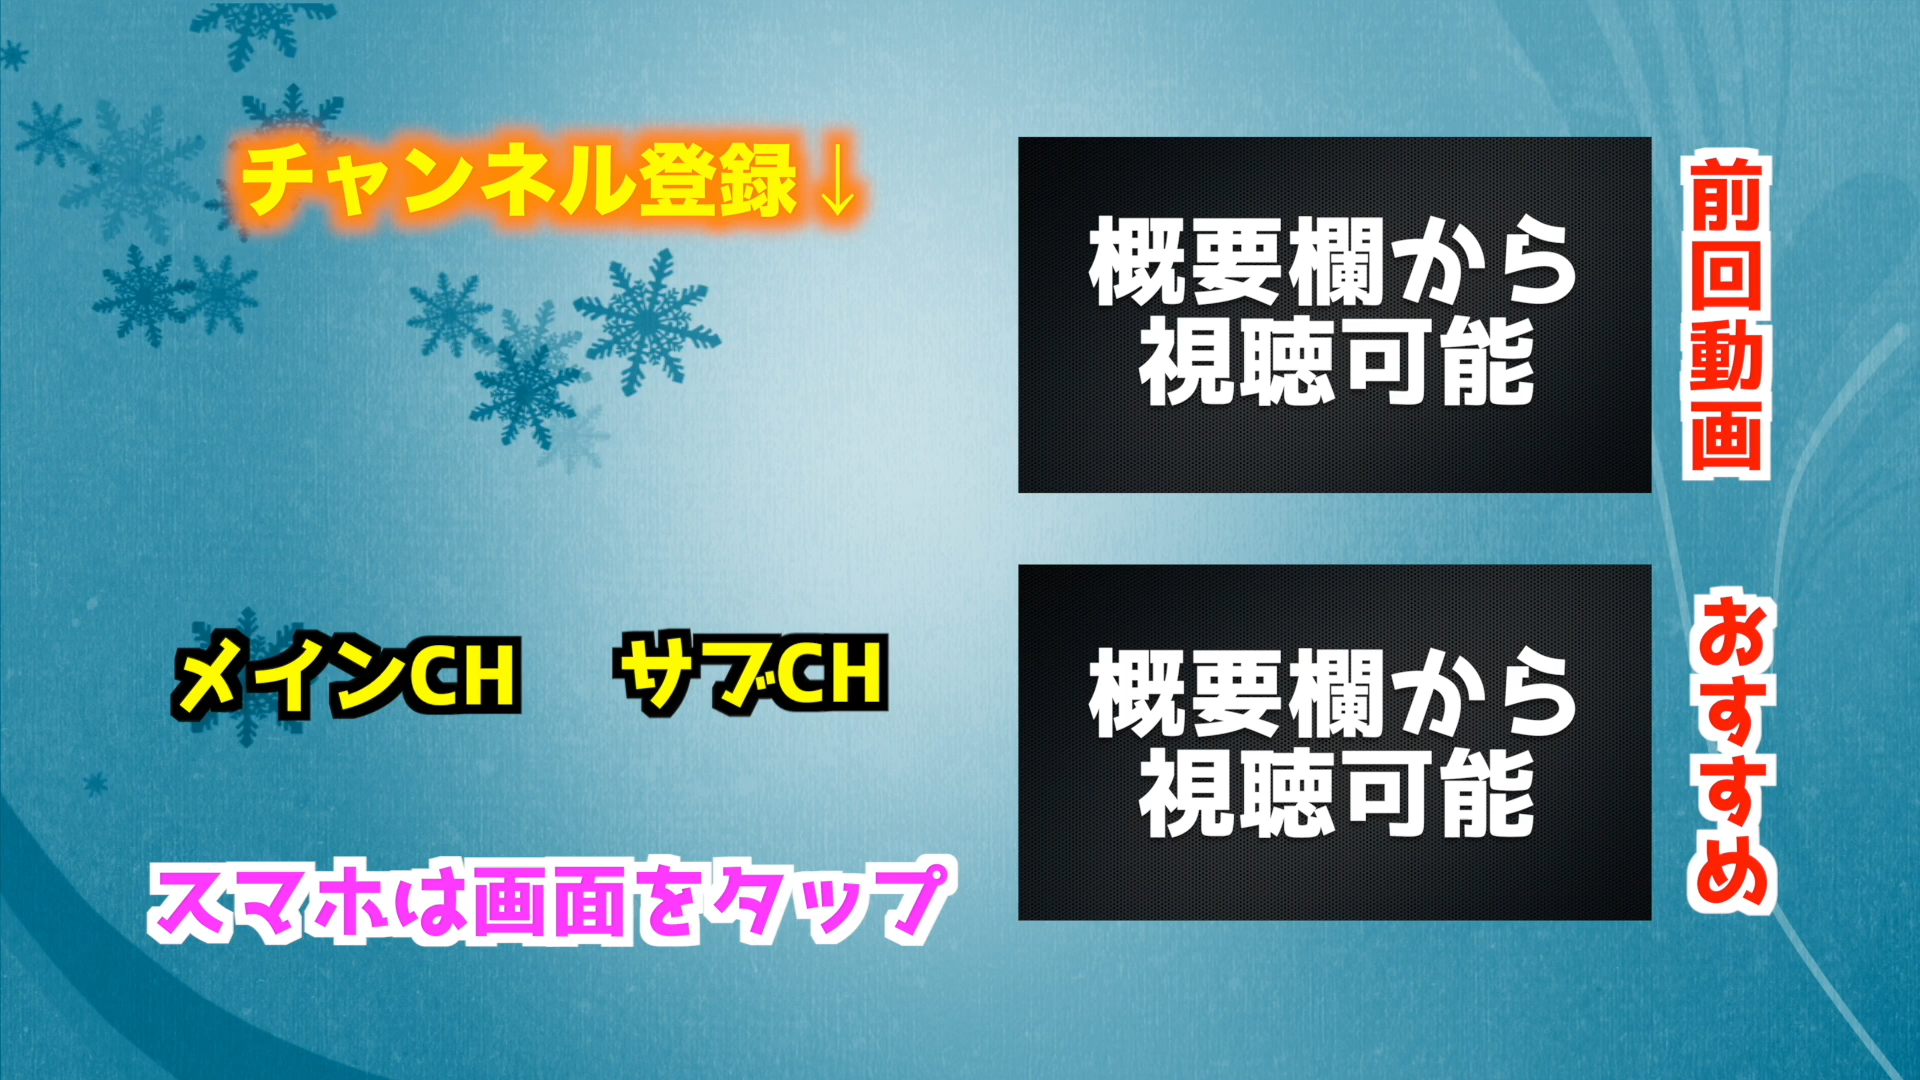 チャンネル登録↓
メインCH
サブCH
スマホは画面をタップ
概要欄から
視聴可能
前回動画
概要欄から
視聴可能
おすすめ